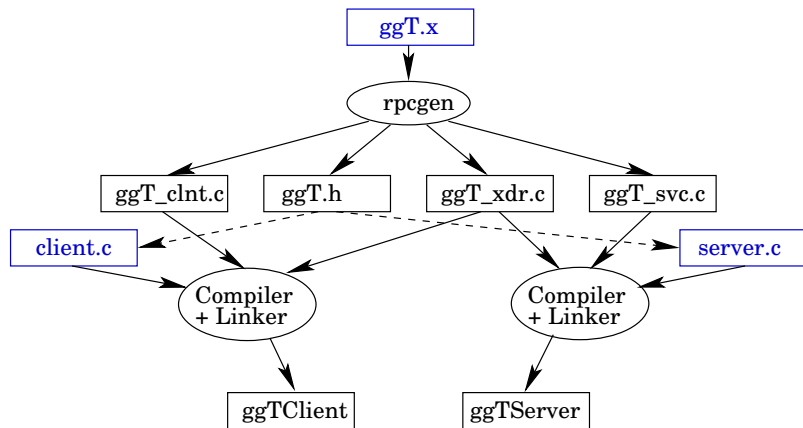 ggT.x
rpcgen
ggT_clnt.c
ggT.h
ggT_xdr.c
ggT_svc.c
client.c
server.c
Compiler
+ Linker
Compiler
+ Linker
ggTClient
ggTServer